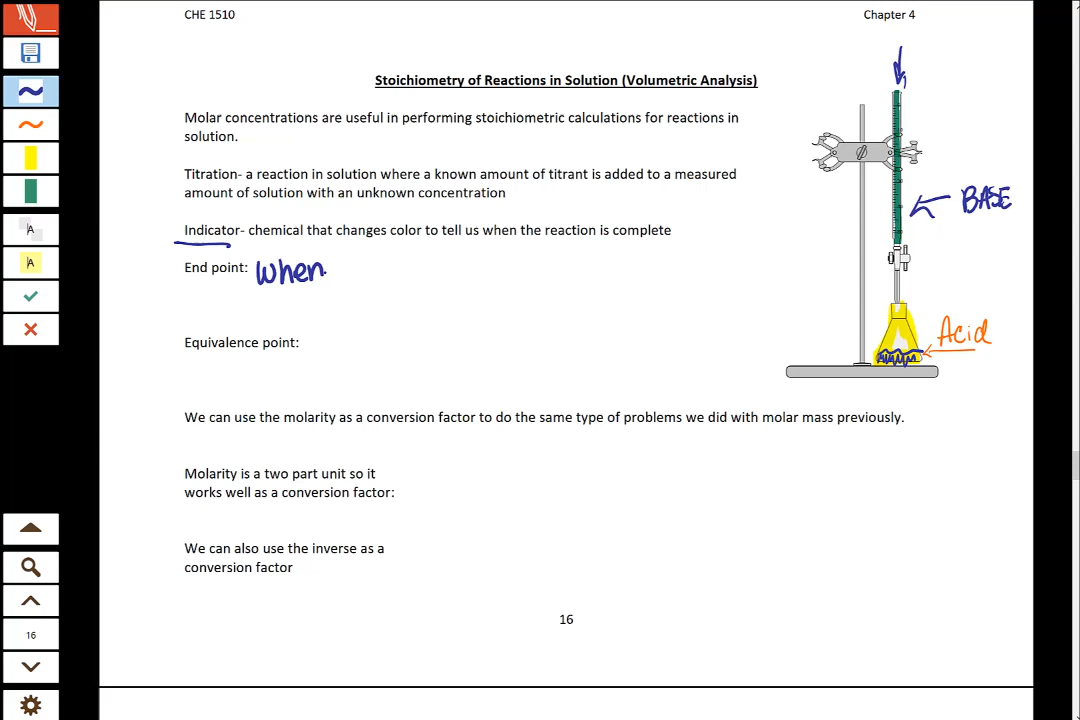 CHE 1510
Chapter 4
Stoichiometry of Reactions in Solution (Volumetric Analysis)
Molar concentrations are useful in performing stoichiometric calculations for reactions in
solution.
Titration- a reaction in solution where a known amount of titrant is added to a measured
amount of solution with an unknown concentration
BASE
Indicator- chemical that changes color to tell us when the reaction is complete
End point: when
Acid
Equivalence point:
We can use the molarity as a conversion factor to do the same type of problems we did with molar mass previously.
Molarity is a two part unit so it
works well as a conversion factor:
We can also use the inverse as a
conversion factor
16
A
A
16